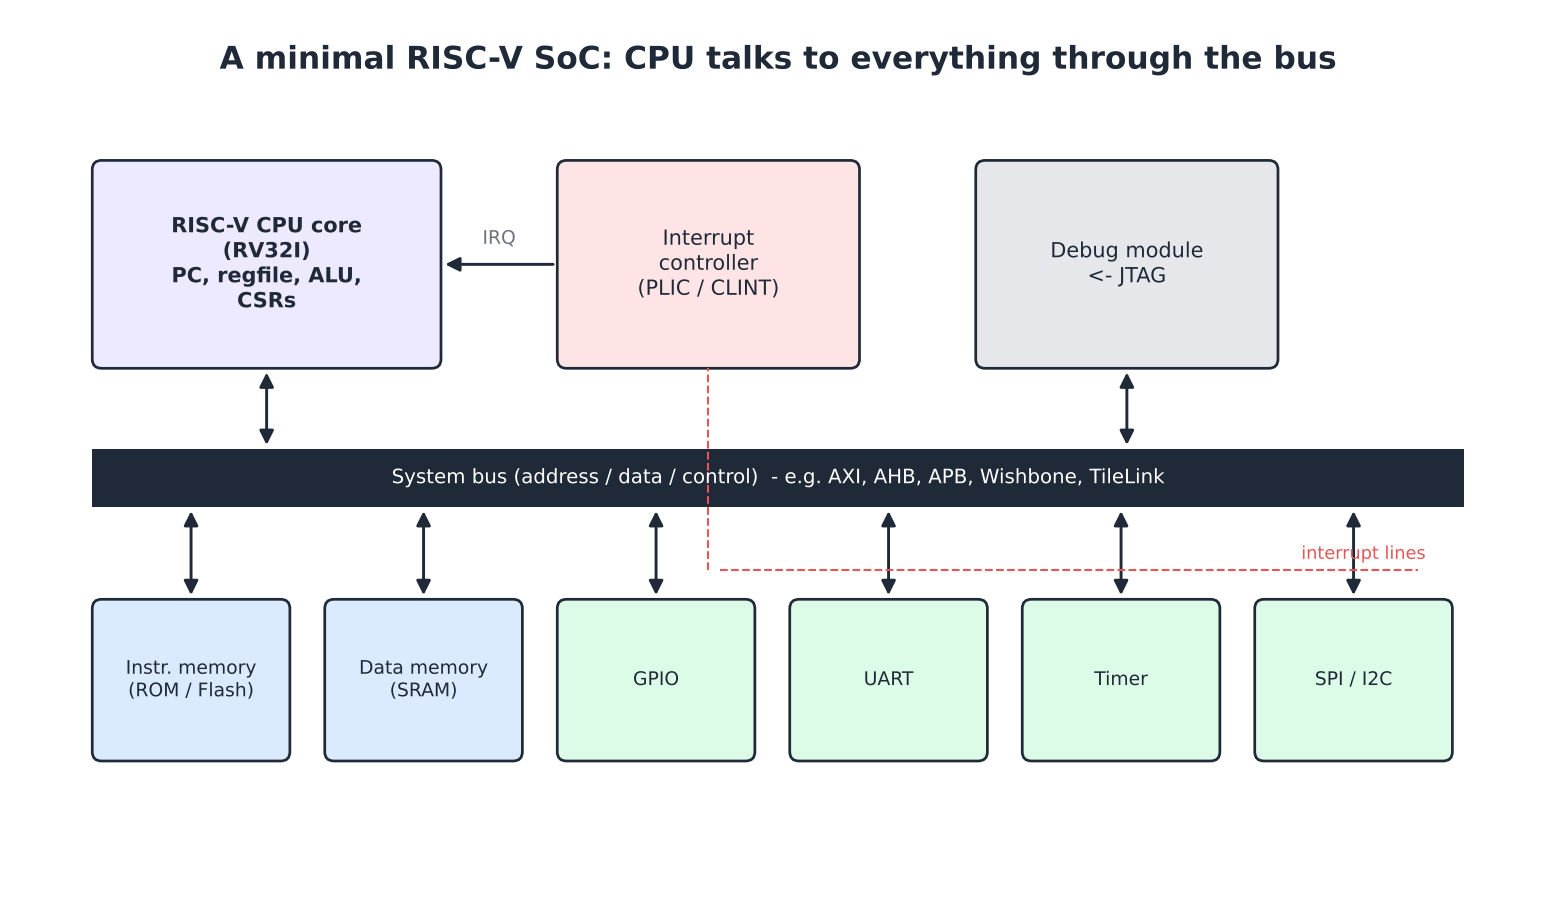 A minimal RISC-V SoC: CPU talks to everything through the bus
RISC-V CPU core
(RV32I)
PC, regfile, ALU,
CSRs
IRQ
Interrupt
controller
(PLIC / CLINT)
Debug module
<- JTAG
System bus (address / data / control)  - e.g. AXI, AHB, APB, Wishbone, TileLink
interrupt lines
Instr. memory
(ROM / Flash)
Data memory
(SRAM)
GPIO
UART
Timer
SPI / I2C